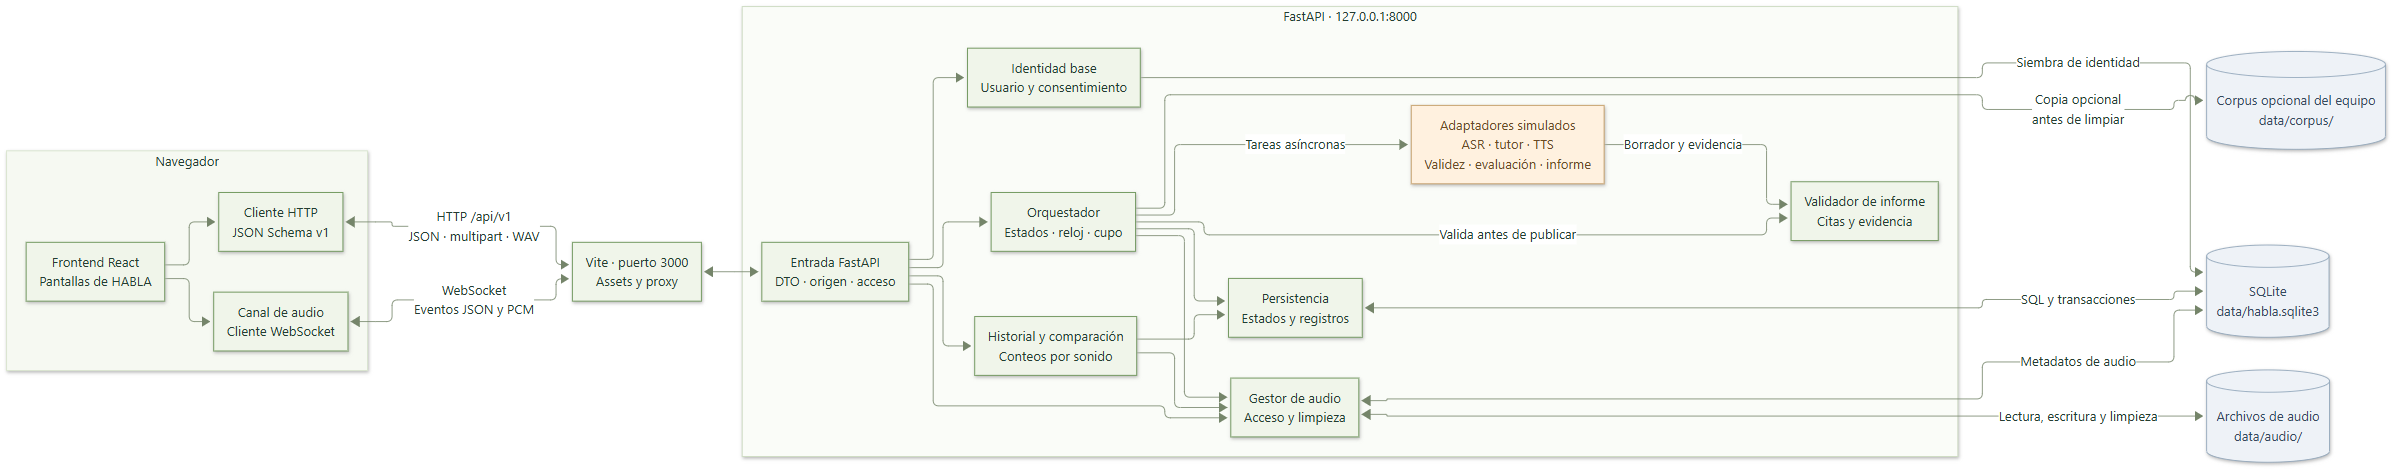 FastAPI · 127.0.0.1:8000
Navegador
Frontend React
Pantallas de HABLA
Cliente HTTP
JSON Schema v1
Canal de audio
Cliente WebSocket
HTTP /api/v1
JSON · multipart · WAV
WebSocket
Eventos JSON y PCM
Vite · puerto 3000
Assets y proxy
Entrada FastAPI
DTO · origen · acceso
Identidad base
Usuario y consentimiento
Orquestador
Estados · reloj · cupo
Historial y comparación
Conteos por sonido
Tareas asíncronas
Adaptadores simulados
ASR · tutor · TTS
Validez · evaluación · informe
Borrador y evidencia
Valida antes de publicar
Validador de informe
Citas y evidencia
Persistencia
Estados y registros
Gestor de audio
Acceso y limpieza
Siembra de identidad
Copia opcional
antes de limpiar
SQL y transacciones
Metadatos de audio
Lectura, escritura y limpieza
Corpus opcional del equipo
data/corpus/
SQLite
data/habla.sqlite3
Archivos de audio
data/audio/